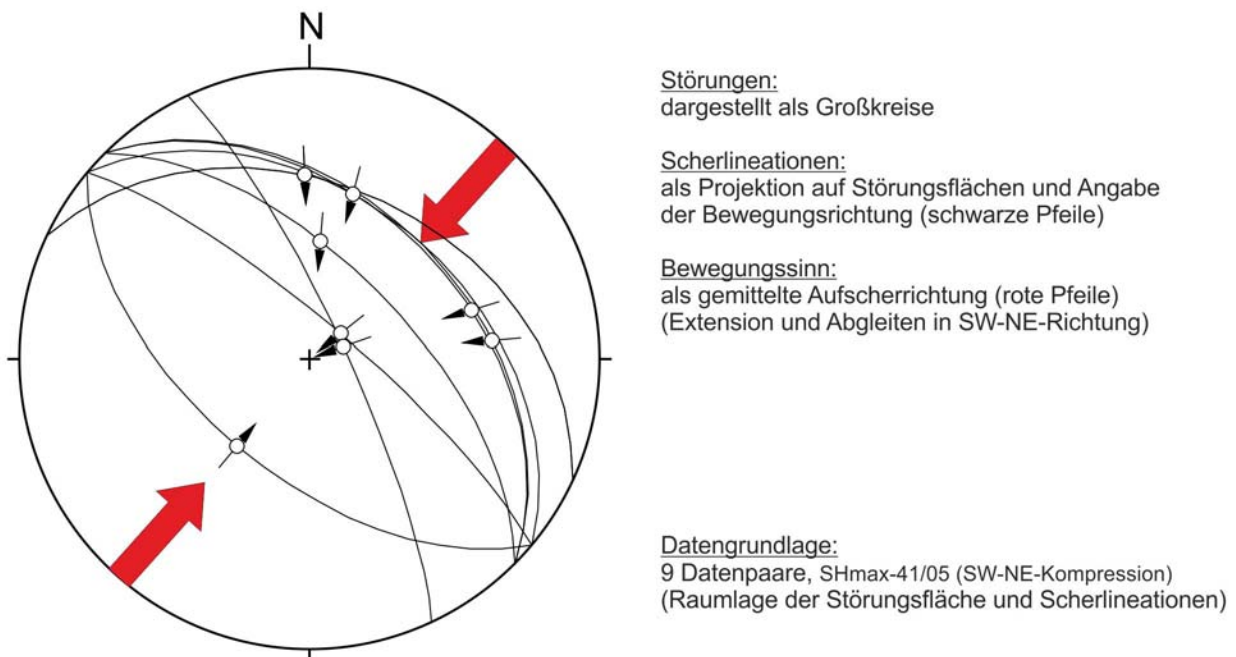 N
Störungen:
dargestellt als Großkreise
Scherlineationen:
als Projektion auf Störungsflächen und Angabe
der Bewegungsrichtung (schwarze Pfeile)
Bewegungssinn:
als gemittelte Aufscherrichtung (rote Pfeile)
(Extension und Abgleiten in SW-NE-Richtung)
Datengrundlage:
9 Datenpaare, SHmax-41/05 (SW-NE-Kompression)
(Raumlage der Störungsfläche und Scherlineationen)